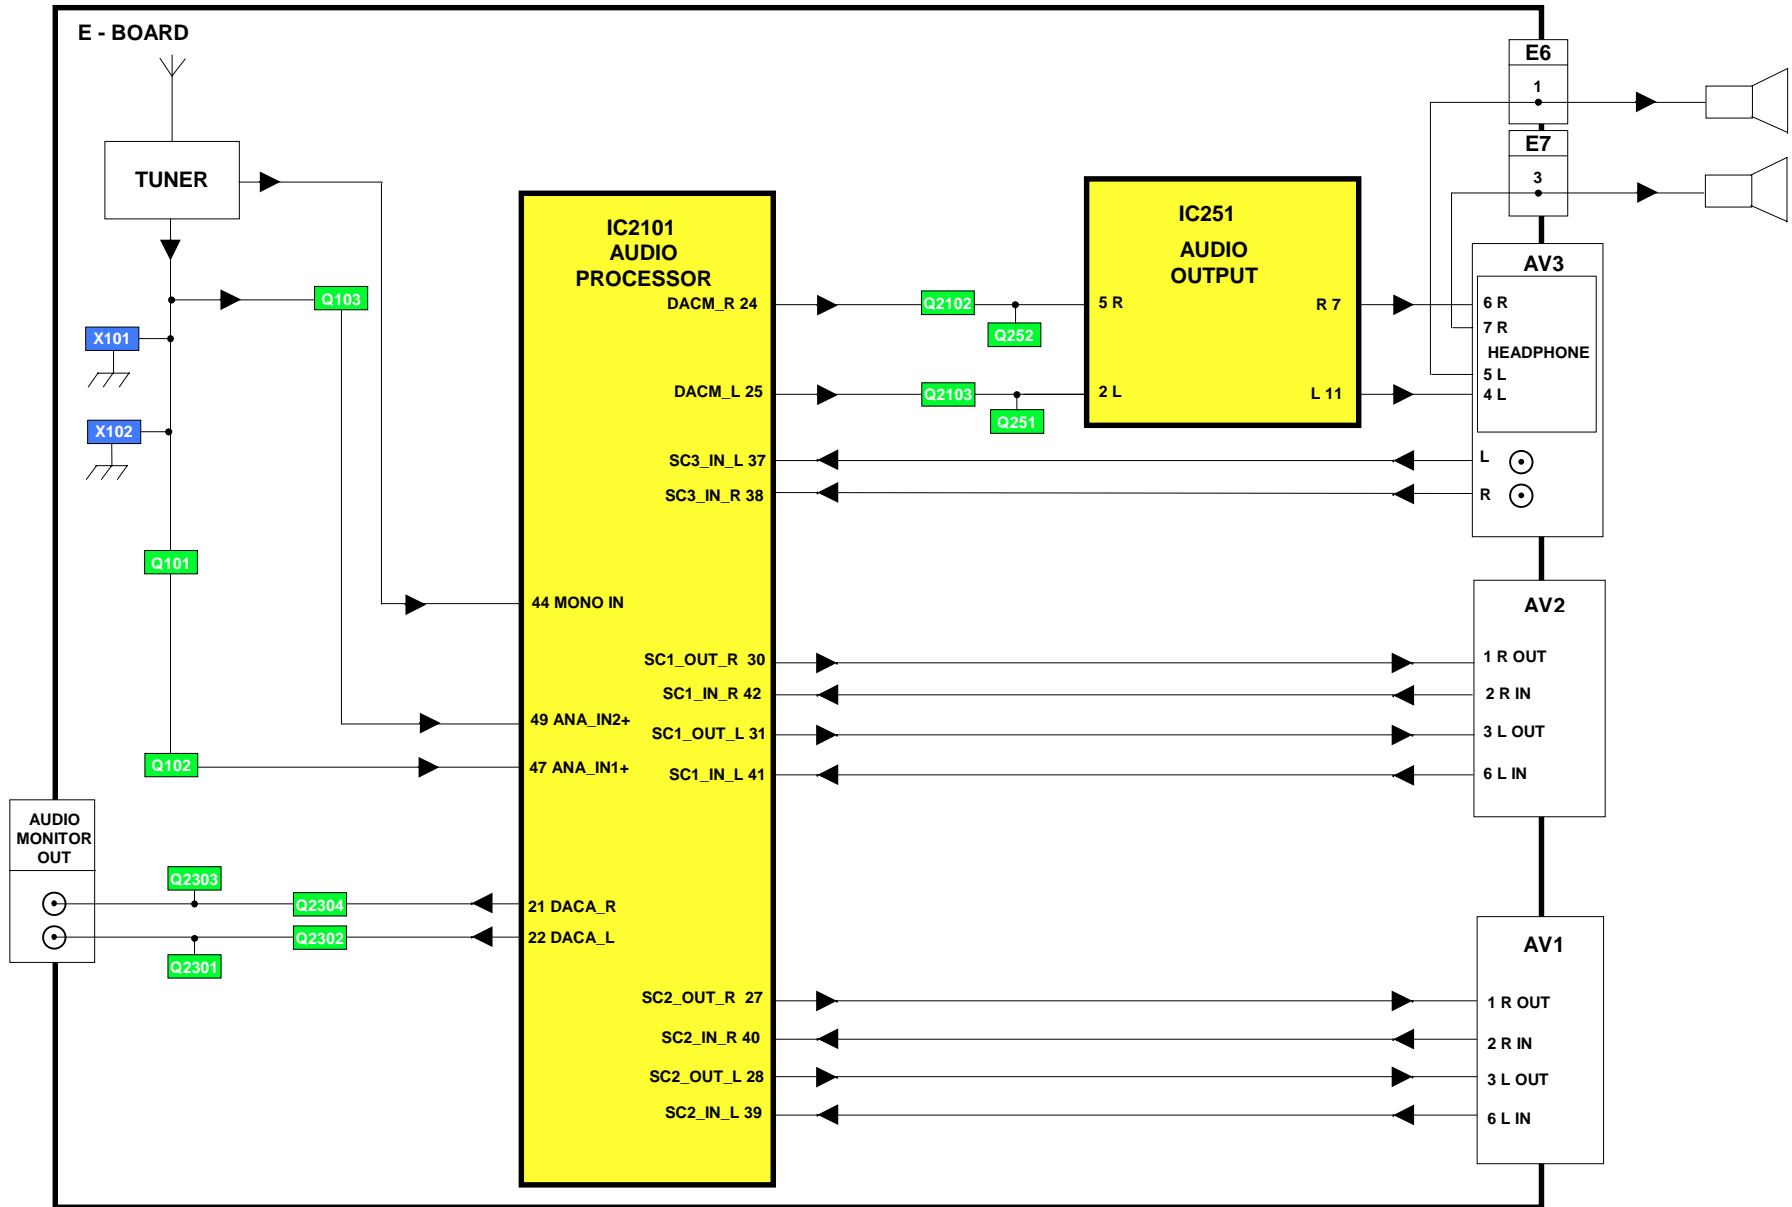 E - BOARD
TUNER
Q103
X101
X102
Q101
Q102
AUDIO
MONITOR
OUT
Q2303
Q2304
Q2302
Q2301
IC2101
AUDIO
PROCESSOR
DACM_R 24
DACM_L 25
SC3_IN_L 37
SC3_IN_R 38
44 MONO IN
SC1_OUT_R 30
SC1_IN_R 42
49 ANA_IN2+
SC1_OUT_L 31
47 ANA_IN1+
SC1_IN_L 41
21 DACA_R
22 DACA_L
SC2_OUT_R 27
SC2_IN_R 40
SC2_OUT_L 28
SC2_IN_L 39
Q2102
Q252
Q2103
Q251
IC251
AUDIO
OUTPUT
5 R
R 7
2 L
L 11
E6
1
E7
3
AV3
6 R
7 R
HEADPHONE
5 L
4 L
L
R
AV2
1 R OUT
2 R IN
3 L OUT
6 L IN
AV1
1 R OUT
2 R IN
3 L OUT
6 L IN